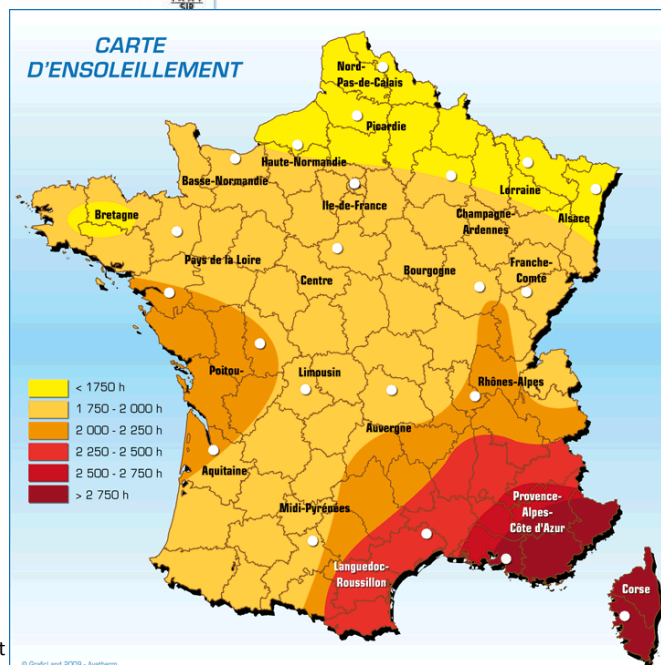 CARTE
D'ENSOLEILLEMENT
Nord-
Pas-de-Calais
Picardie
Haute-Normandie
Basse-Normandie
Ile-de-France
Lorraine
Champagne-
Ardennes
Alsace
Bretagne
Pays de la Loire
Centre
Bourgogne
Franche-
Comté
Poitou-
Limousin
Rhônes-Alpes
Auvergne
Aquitaine
Midi-Pyrénées
Languedoc-
Roussillon
Provence-
Alpes-
Côte d'Azur
Corse
< 1750 h
1 750 - 2 000 h
2 000 - 2 250 h
2 250 - 2 500 h
2 500 - 2 750 h
> 2 750 h
t